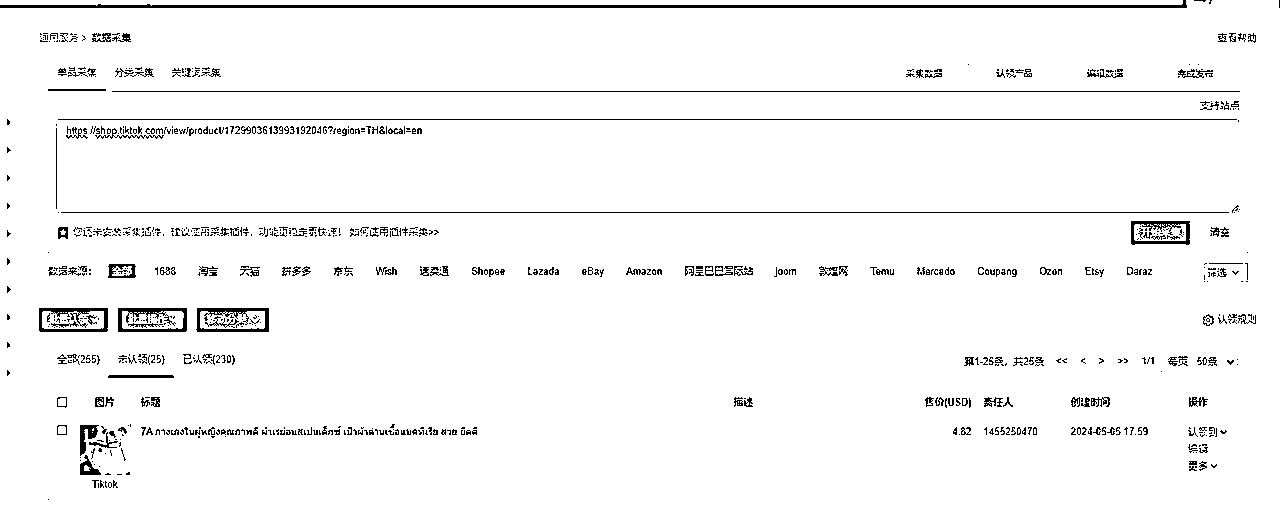 通用服务 > 数据采集 查看帮助
单品采集 分类采集 关键词采集 采集数据 认领产品 编辑数据 完成发布
支持站点
https://shop.tiktok.com/view/product/1729903613993192046?region=TH&local=en
您还未安装采集插件，建议使用采集插件，功能更稳定更快速！ 如何使用插件采集>>
开始采集 清空
数据来源： 全部 1688 淘宝 天猫 拼多多 京东 Wish 速卖通 Shopee Lazada eBay Amazon 阿里巴巴国际站 Joom 敦煌网 Temu Mercado Coupang Ozon Etsy Daraz 筛选
批量认领 批量操作 移动分类 认领规则
全部(255) 未认领(25) 已认领(230) 第1-25条，共25条 << < > >> 1/1 每页 50条
图片 标题 描述 售价(USD) 责任人 创建时间 操作
7A กางเกงในผู้หญิงคุณภาพดี ผ้าเรย่อนสแปนเด็กซ์ เป้าผ้าต้านเชื้อแบคทีเรีย สวย ยืดดี 4.82 1455250470 2024-05-05 17:59 认领到
编辑
更多
Tiktok